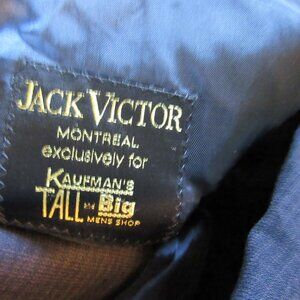 JACK VICTOR
MONTREAL
exclusively for
KAUFMAN'S
TALL AND Big
MENS SHOP